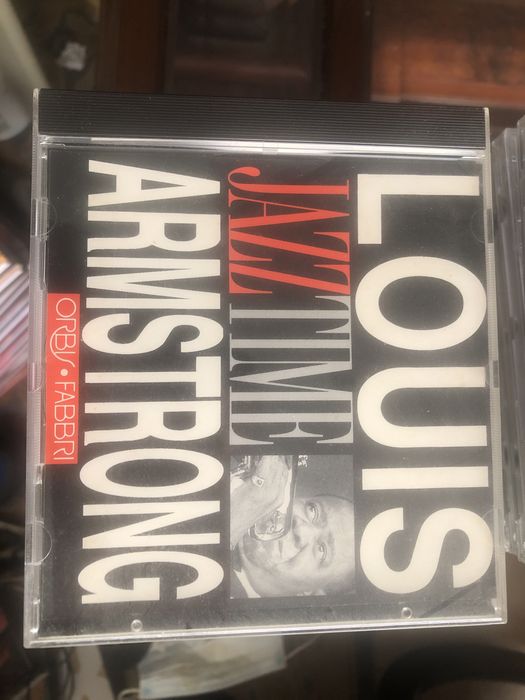 LOUIS
JAZZ TIME
ARMSTRONG
ORBIS • FABBRI